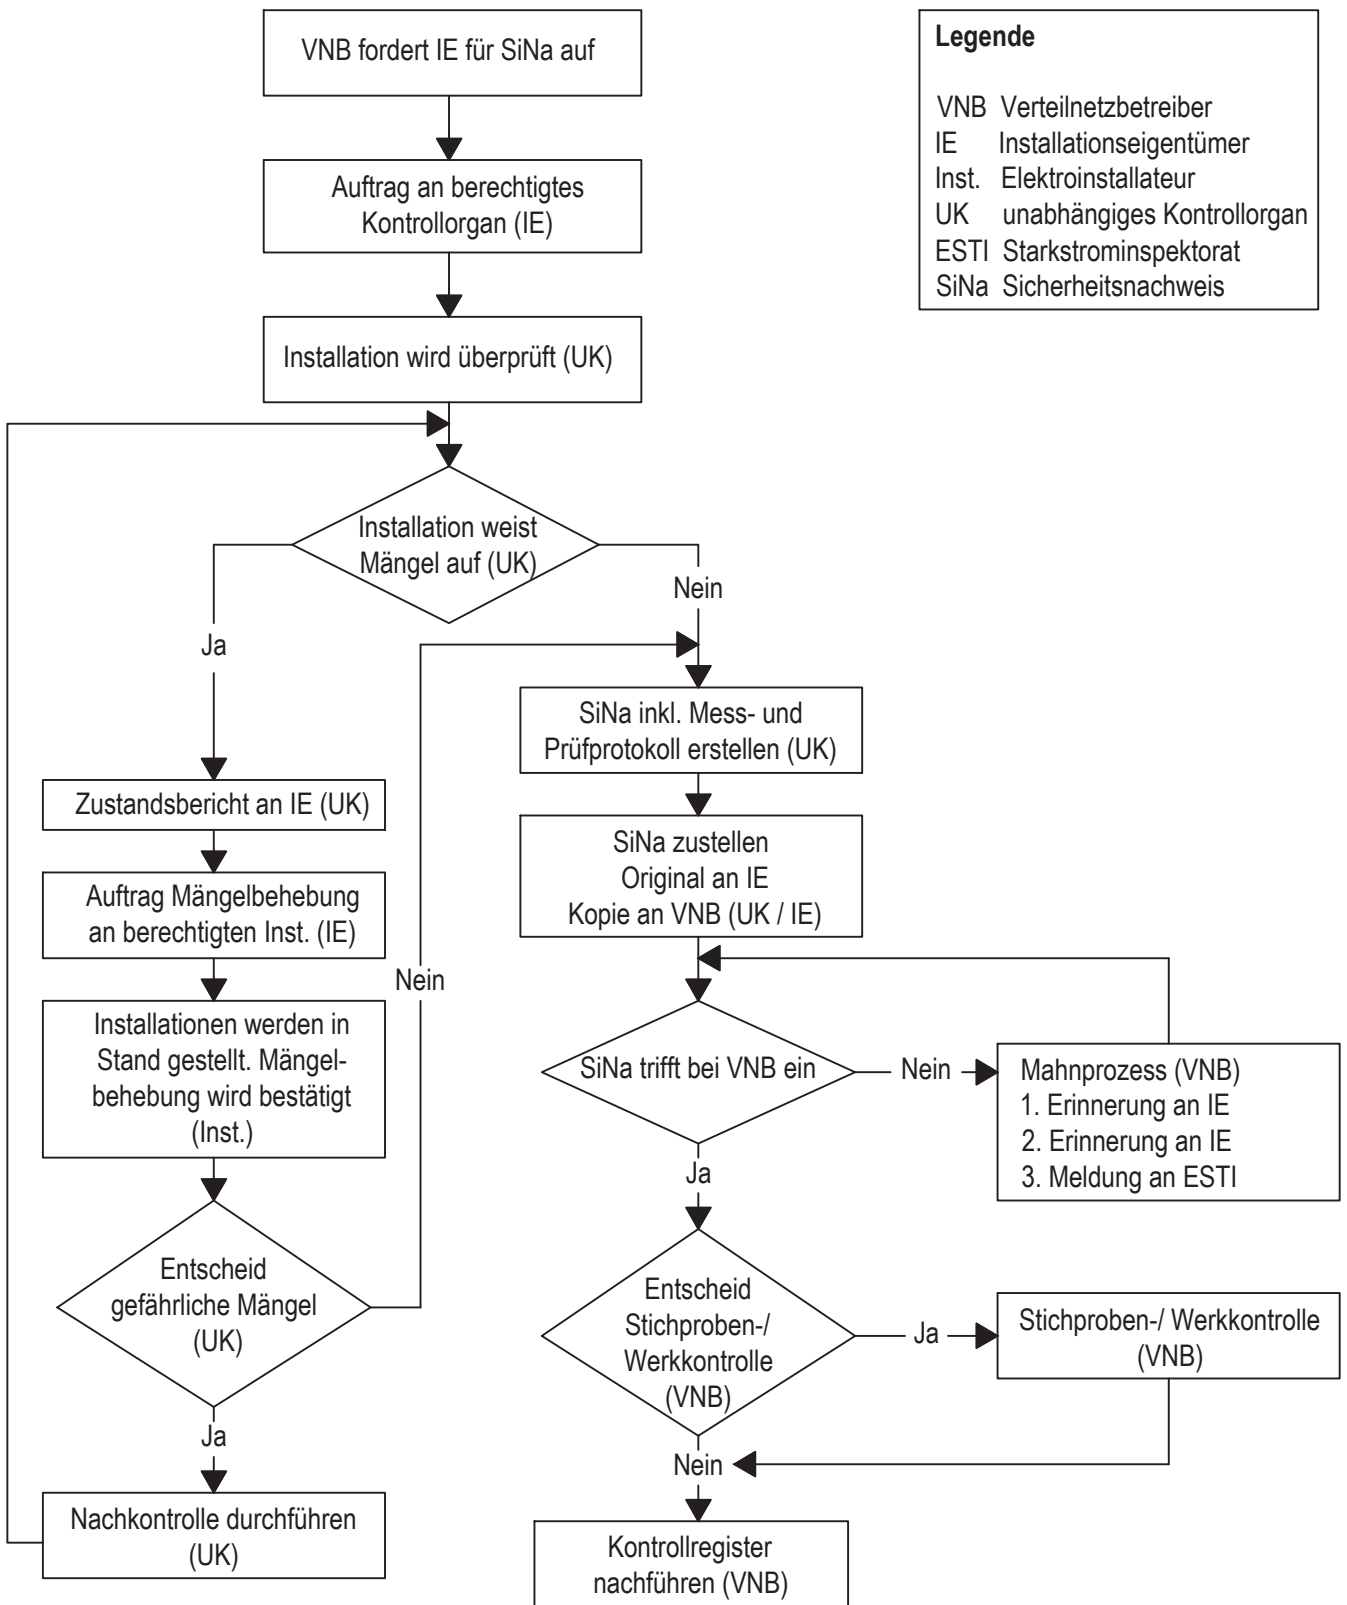 VNB fordert IE für SiNa auf
Auftrag an berechtigtes
Kontrollorgan (IE)
Installation wird überprüft (UK)
Legende
VNB Verteilnetzbetreiber
IE Installationseigentümer
Inst. Elektroinstallateur
UK unabhängiges Kontrollorgan
ESTI Starkstrominspektorat
SiNa Sicherheitsnachweis
Installation weist
Mängel auf (UK)
Ja
Nein
Zustandsbericht an IE (UK)
Auftrag Mängelbehebung
an berechtigten Inst. (IE)
Installationen werden in
Stand gestellt. Mängel-
behebung wird bestätigt
(Inst.)
Entscheid
gefährliche Mängel
(UK)
Nein
Ja
Nachkontrolle durchführen
(UK)
SiNa inkl. Mess- und
Prüfprotokoll erstellen (UK)
SiNa zustellen
Original an IE
Kopie an VNB (UK / IE)
SiNa trifft bei VNB ein
Nein
Mahnprozess (VNB)
1. Erinnerung an IE
2. Erinnerung an IE
3. Meldung an ESTI
Ja
Entscheid
Stichproben-/
Werkkontrolle
(VNB)
Ja
Stichproben-/ Werkkontrolle
(VNB)
Nein
Kontrollregister
nachführen (VNB)